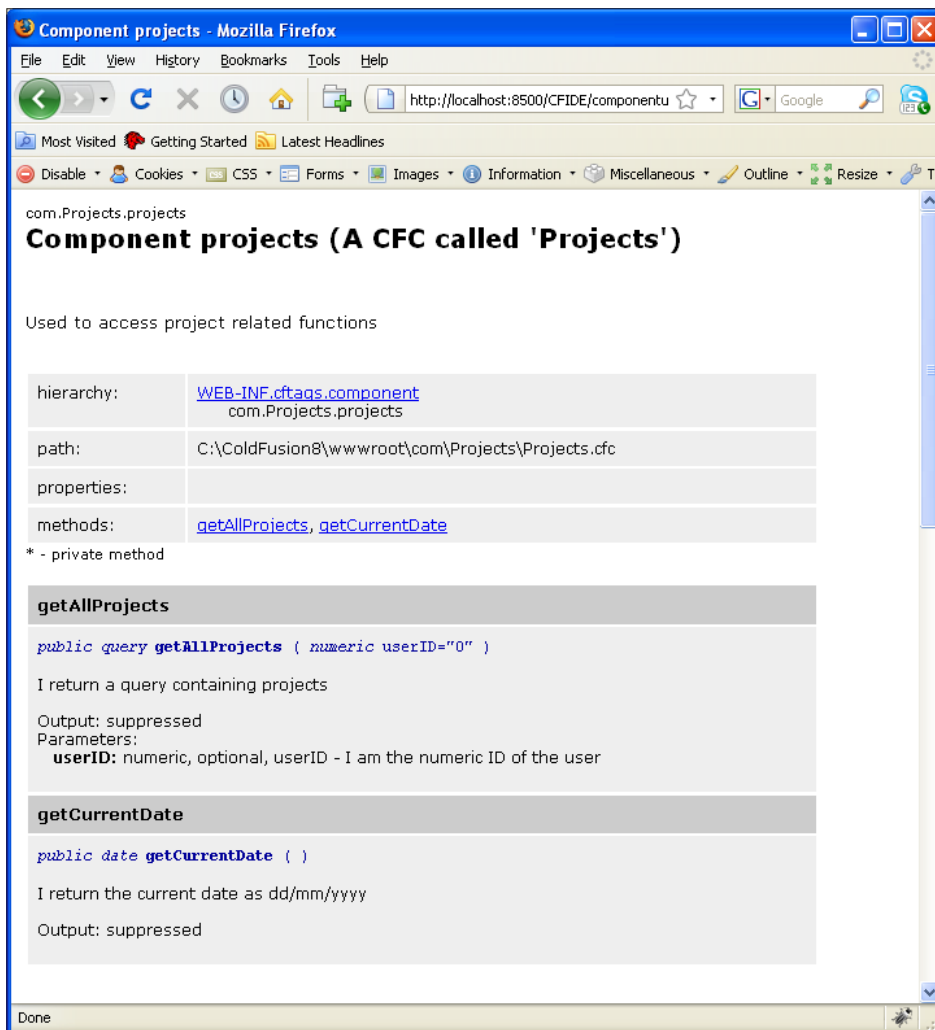 Component projects - Mozilla Firefox
File Edit View History Bookmarks Tools Help
http://localhost:8500/CFIDE/componentu G Google 123
Most Visited Getting Started Latest Headlines
Disable Cookies CSS Forms Images Information Miscellaneous Outline Resize T
com.Projects.projects
Component projects (A CFC called 'Projects')
Used to access project related functions
hierarchy: WEB-INF.cftags.component
com.Projects.projects
path: C:\ColdFusion8\wwwroot\com\Projects\Projects.cfc
properties:
methods: getAllProjects, getCurrentDate
* - private method
getAllProjects
public query getAllProjects ( numeric userID="0" )
I return a query containing projects
Output: suppressed
Parameters:
userID: numeric, optional, userID - I am the numeric ID of the user
getCurrentDate
public date getCurrentDate ( )
I return the current date as dd/mm/yyyy
Output: suppressed
Done